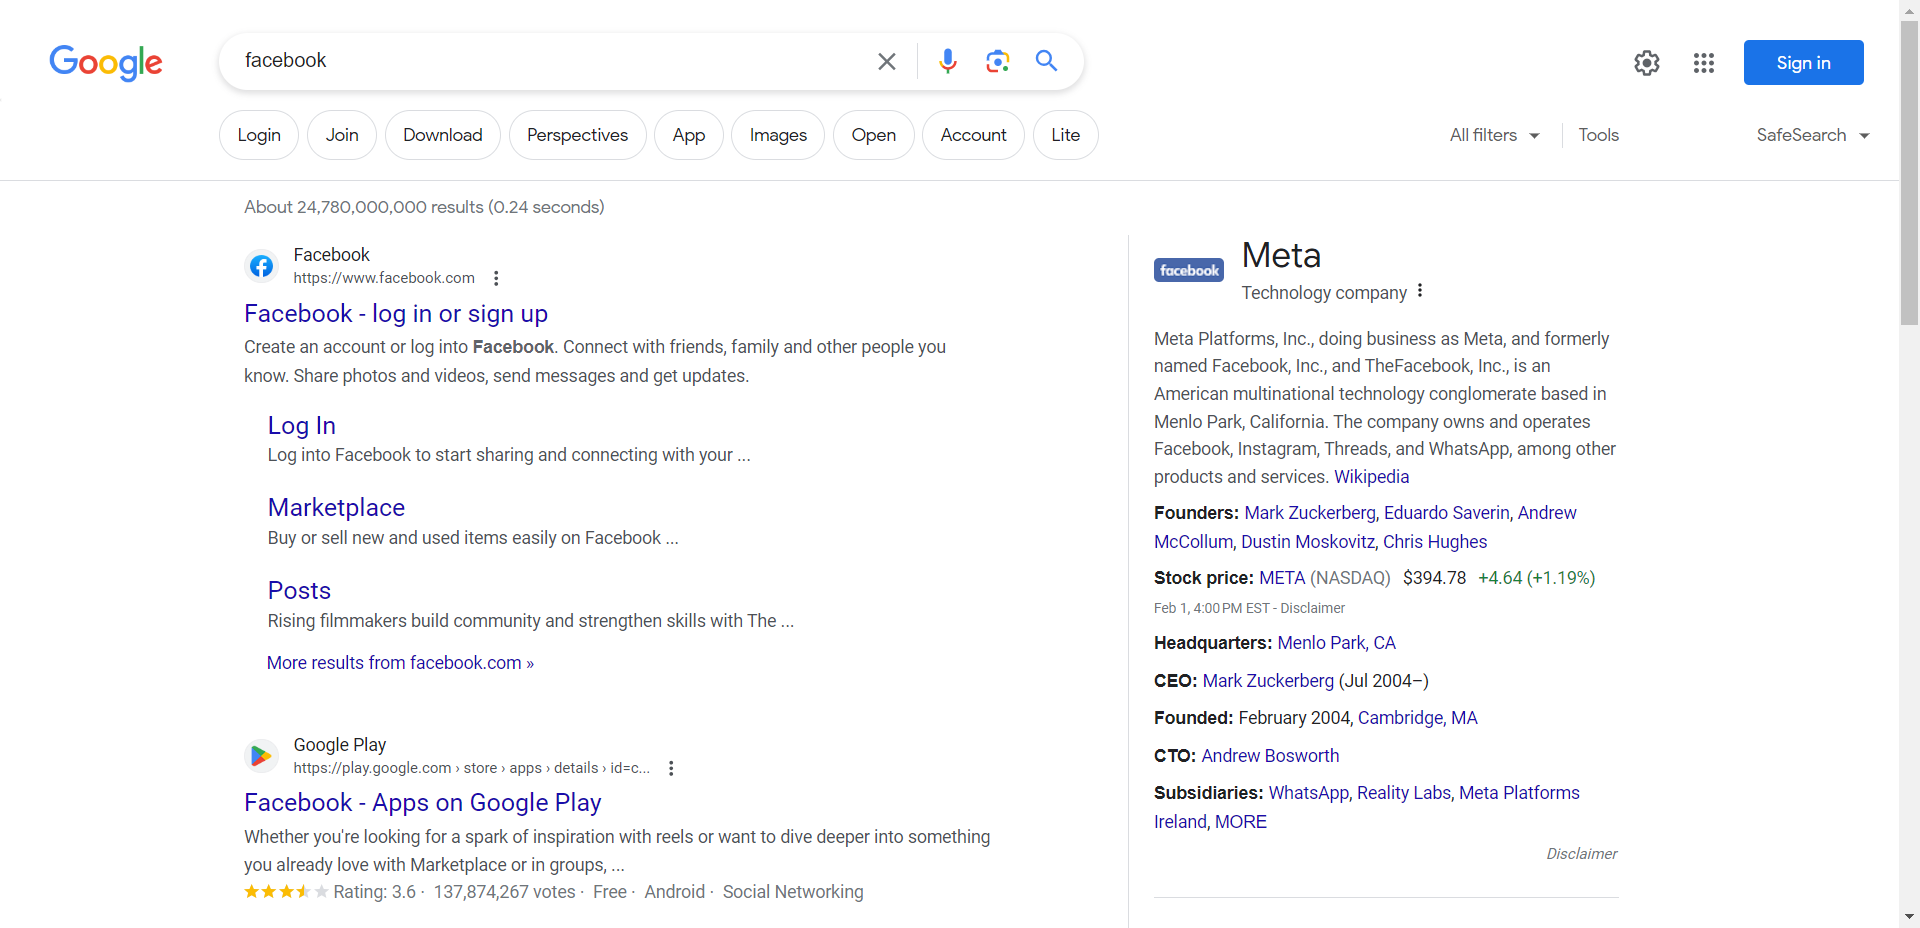 Google
facebook
Sign in
Login
Join
Download
Perspectives
App
Images
Open
Account
Lite
All filters
Tools
SafeSearch
About 24,780,000,000 results (0.24 seconds)
Facebook
https://www.facebook.com
Facebook - log in or sign up
Create an account or log into Facebook. Connect with friends, family and other people you
know. Share photos and videos, send messages and get updates.
Log In
Log into Facebook to start sharing and connecting with your ...
Marketplace
Buy or sell new and used items easily on Facebook ...
Posts
Rising filmmakers build community and strengthen skills with The ...
More results from facebook.com »
Google Play
https://play.google.com › store › apps › details › id=c...
Facebook - Apps on Google Play
Whether you're looking for a spark of inspiration with reels or want to dive deeper into something
you already love with Marketplace or in groups, ...
Rating: 3.6 · 137,874,267 votes · Free · Android · Social Networking
facebook
Meta
Technology company
Meta Platforms, Inc., doing business as Meta, and formerly
named Facebook, Inc., and TheFacebook, Inc., is an
American multinational technology conglomerate based in
Menlo Park, California. The company owns and operates
Facebook, Instagram, Threads, and WhatsApp, among other
products and services. Wikipedia
Founders: Mark Zuckerberg, Eduardo Saverin, Andrew
McCollum, Dustin Moskovitz, Chris Hughes
Stock price: META (NASDAQ) $394.78 +4.64 (+1.19%)
Feb 1, 4:00 PM EST - Disclaimer
Headquarters: Menlo Park, CA
CEO: Mark Zuckerberg (Jul 2004–)
Founded: February 2004, Cambridge, MA
CTO: Andrew Bosworth
Subsidiaries: WhatsApp, Reality Labs, Meta Platforms
Ireland, MORE
Disclaimer